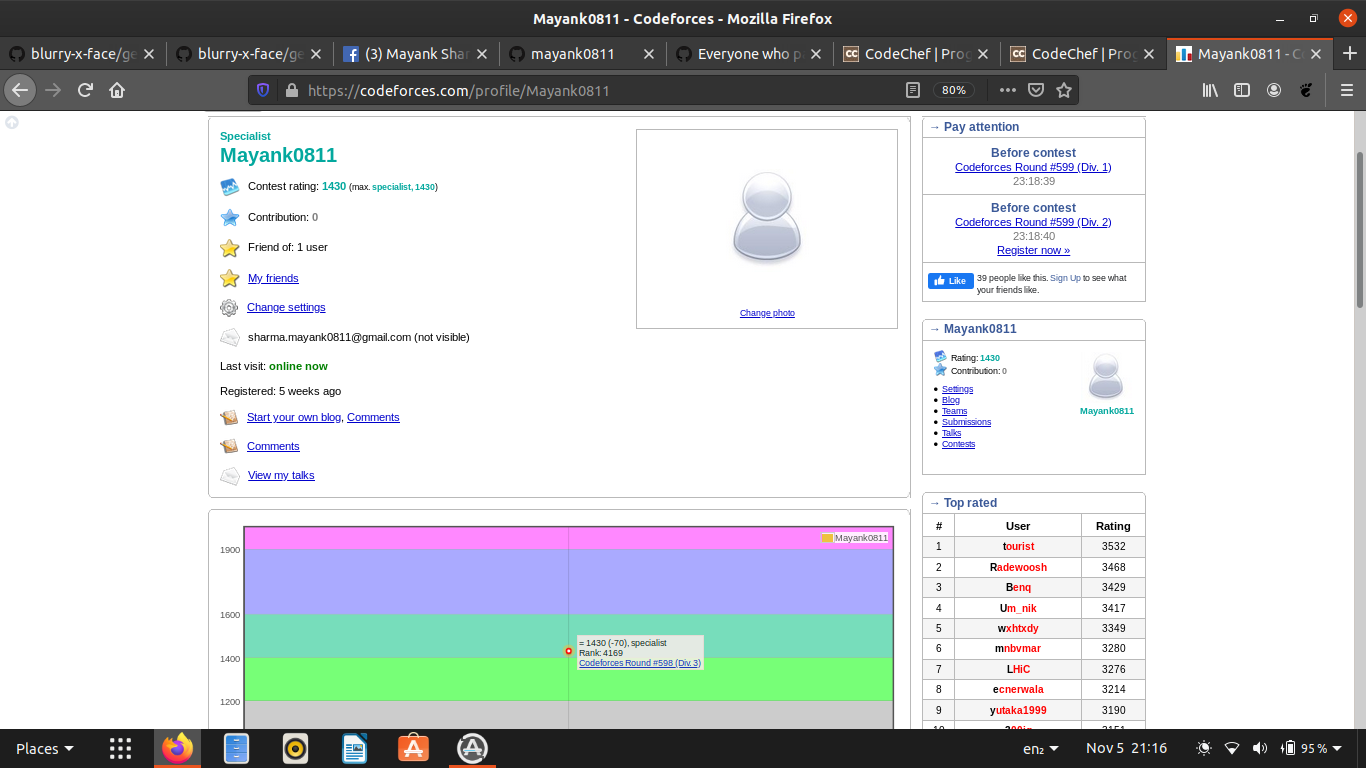 Mayank0811 - Codeforces - Mozilla Firefox
blurry-x-face/ge
blurry-x-face/ge
(3) Mayank Shar
mayank0811
Everyone who p
CodeChef | Prog
CodeChef | Prog
Mayank0811 - C
https://codeforces.com/profile/Mayank0811
80%
Specialist
Mayank0811
Contest rating: 1430 (max. specialist, 1430)
Contribution: 0
Friend of: 1 user
My friends
Change settings
sharma.mayank0811@gmail.com (not visible)
Last visit: online now
Registered: 5 weeks ago
Start your own blog, Comments
Comments
View my talks
Change photo
1900
1600
1400
1200
Mayank0811
= 1430 (-70), specialist
Rank: 4169
Codeforces Round #598 (Div. 3)
→ Pay attention
Before contest
Codeforces Round #599 (Div. 1)
23:18:39
Before contest
Codeforces Round #599 (Div. 2)
23:18:40
Register now »
Like
39 people like this. Sign Up to see what
your friends like.
→ Mayank0811
Rating: 1430
Contribution: 0
Settings
Blog
Teams
Submissions
Talks
Contests
Mayank0811
→ Top rated
# User Rating
1 tourist 3532
2 Radewoosh 3468
3 Benq 3429
4 Um_nik 3417
5 wxhtxdy 3349
6 mnbvmar 3280
7 LHiC 3276
8 ecnerwala 3214
9 yutaka1999 3190
Places
en₂
Nov 5 21:16
95 %